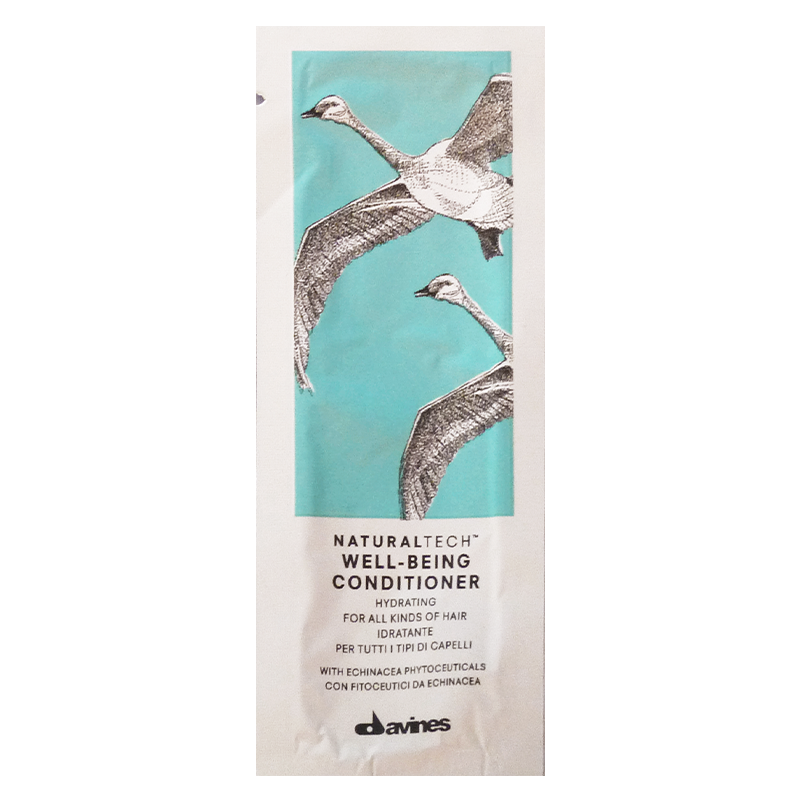 NATURALTECH™
WELL-BEING
CONDITIONER
HYDRATING
FOR ALL KINDS OF HAIR
IDRATANTE
PER TUTTI I TIPI DI CAPELLI
WITH ECHINACEA PHYTOCEUTICALS
CON FITOCEUTICI DA ECHINACEA
davines